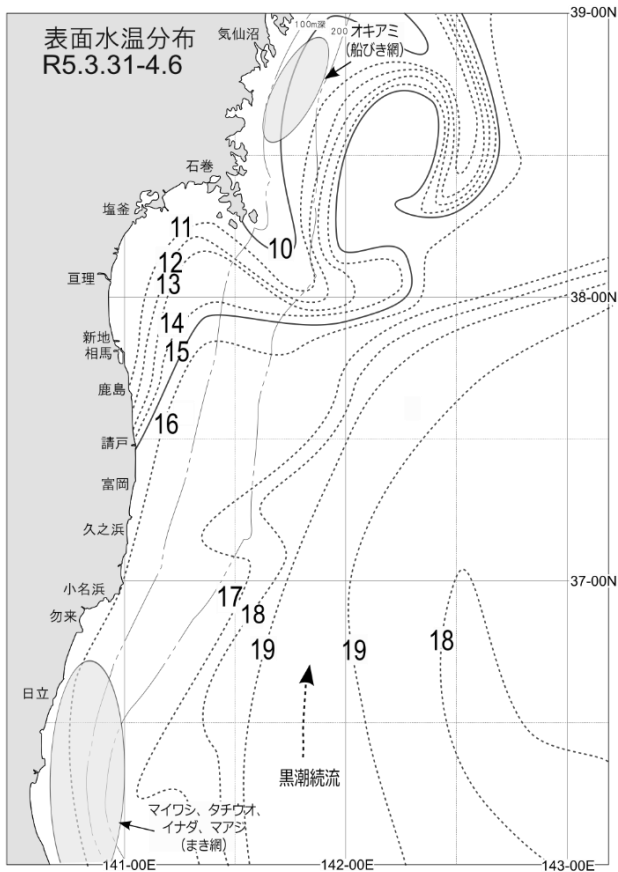 表面水温分布
R5.3.31-4.6
気仙沼
100m深
200
オキアミ
(船びき網)
39-00N
石巻
塩釜
11
10
12
亘理
13
38-00N
14
新地
15
相馬
鹿島
16
請戸
富岡
久之浜
37-00N
小名浜
17
勿来
18
19
19
18
日立
黒潮続流
マイワシ、タチウオ、
イナダ、マアジ
(まき網)
141-00E
142-00E
143-00E